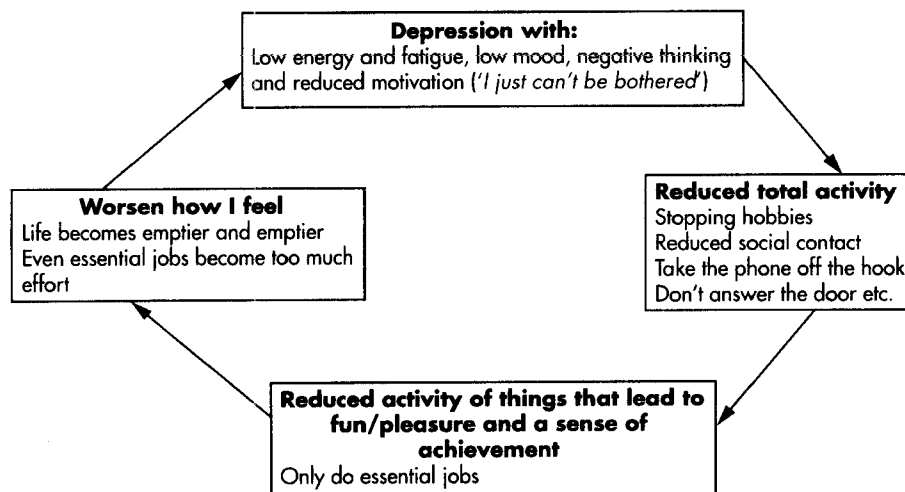 Depression with:
Low energy and fatigue, low mood, negative thinking
and reduced motivation ('I just can't be bothered')
Reduced total activity
Stopping hobbies
Reduced social contact
Take the phone off the hook
Don't answer the door etc.
Reduced activity of things that lead to
fun/pleasure and a sense of
achievement
Only do essential jobs
Worsen how I feel
Life becomes emptier and emptier
Even essential jobs become too much
effort